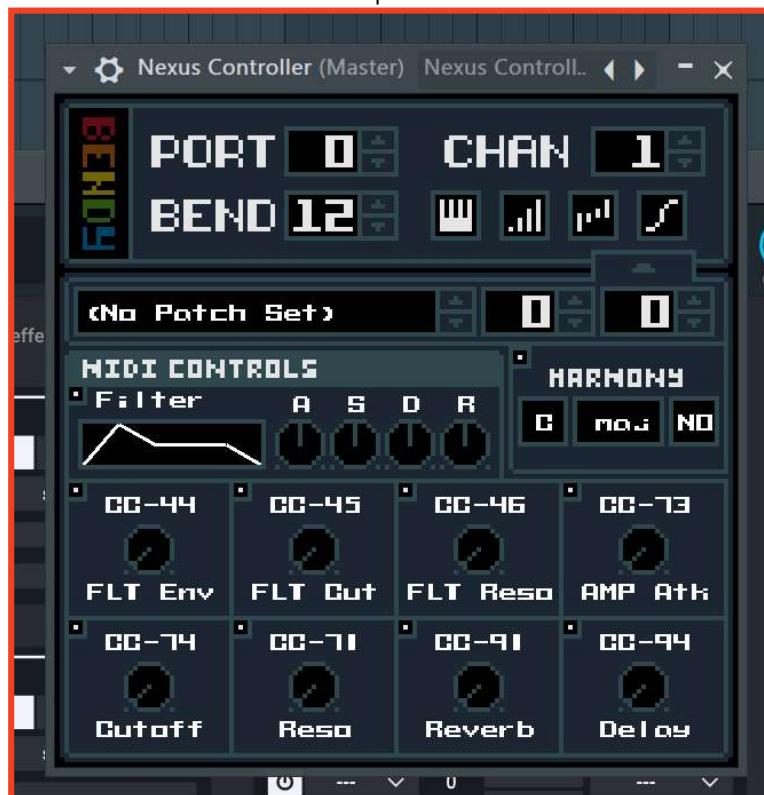 Nexus Controller (Master) Nexus Controll..
BENDY
PORT 0 CHAN 1
BEND 12
(No Patch Set) 0 0
effe
MIDI CONTROLS
HARMONY
Filter A S D R
C maj NO
CC-44 CC-45 CC-46 CC-73
FLT Env FLT Cut FLT Reso AMP Atk
CC-74 CC-71 CC-91 CC-94
Cutoff Reso Reverb Delay
--- 0 ---